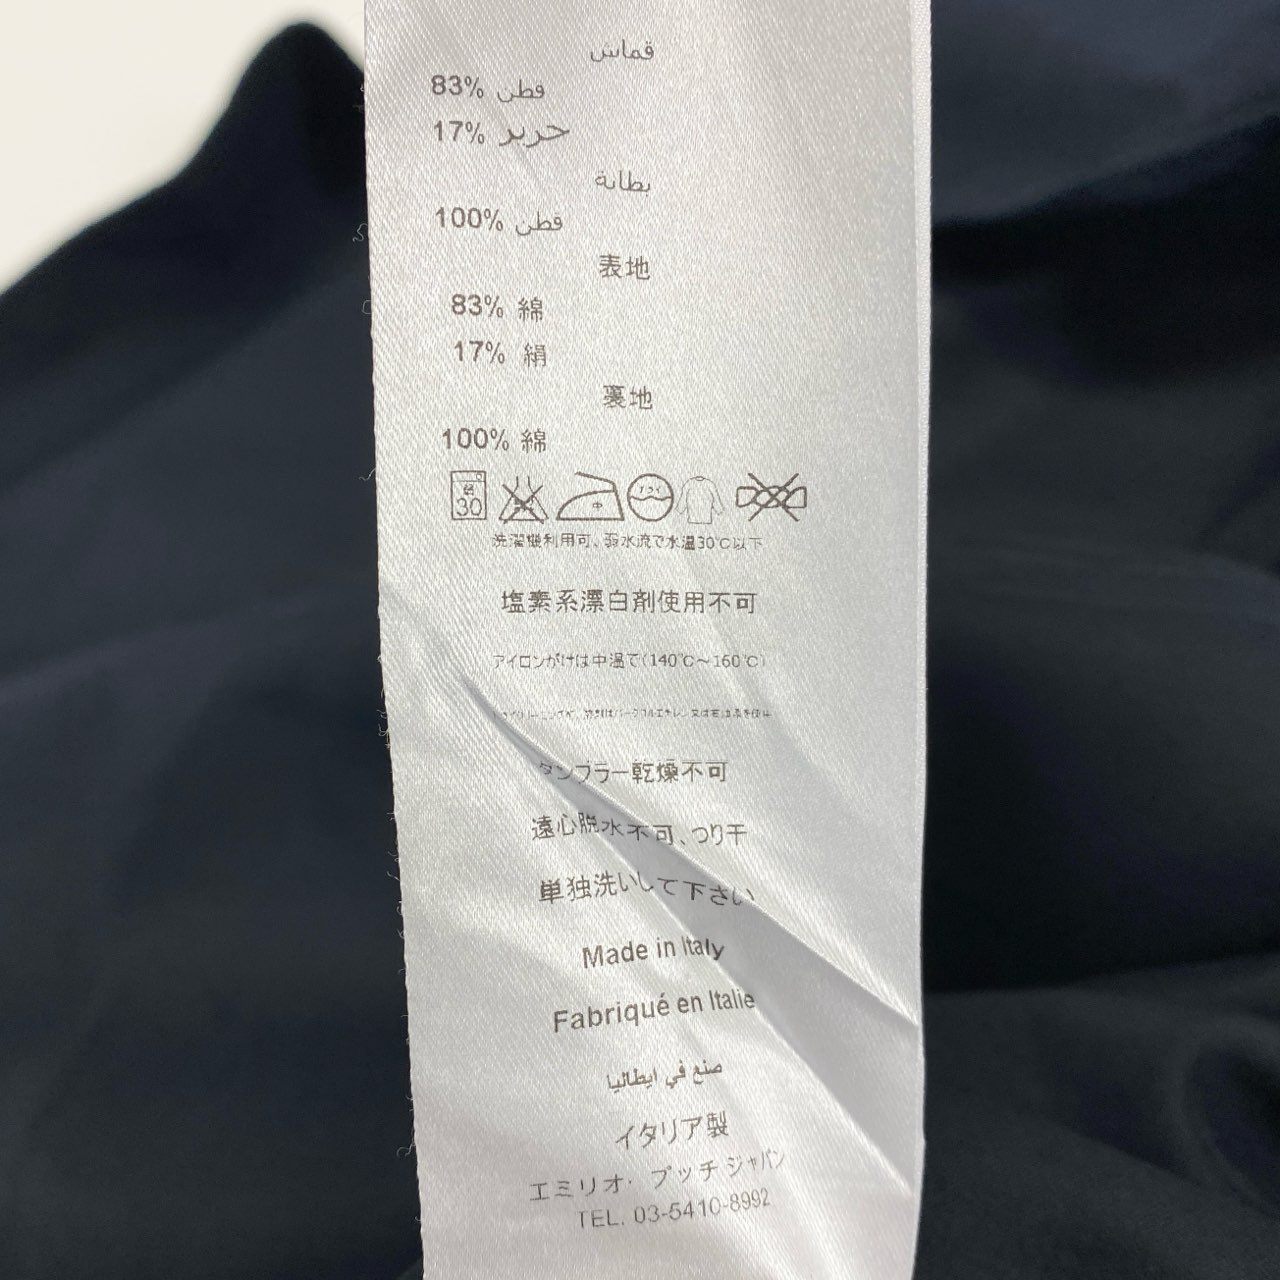 قماش
83% قطن
17% حرير
بطانة
100% قطن
表地
83% 綿
17% 絹
裏地
100% 綿
30 中
洗濯機利用可、弱水流で水温30℃以下
塩素系漂白剤使用不可
アイロンがけは中温で(140℃～160℃)
タンブラー乾燥不可
遠心脱水不可、つり干
単独洗いして下さい
Made in Italy
Fabriqué en Italie
صنع في ايطاليا
イタリア製
エミリオ・プッチ ジャパン
TEL. 03-5410-8992